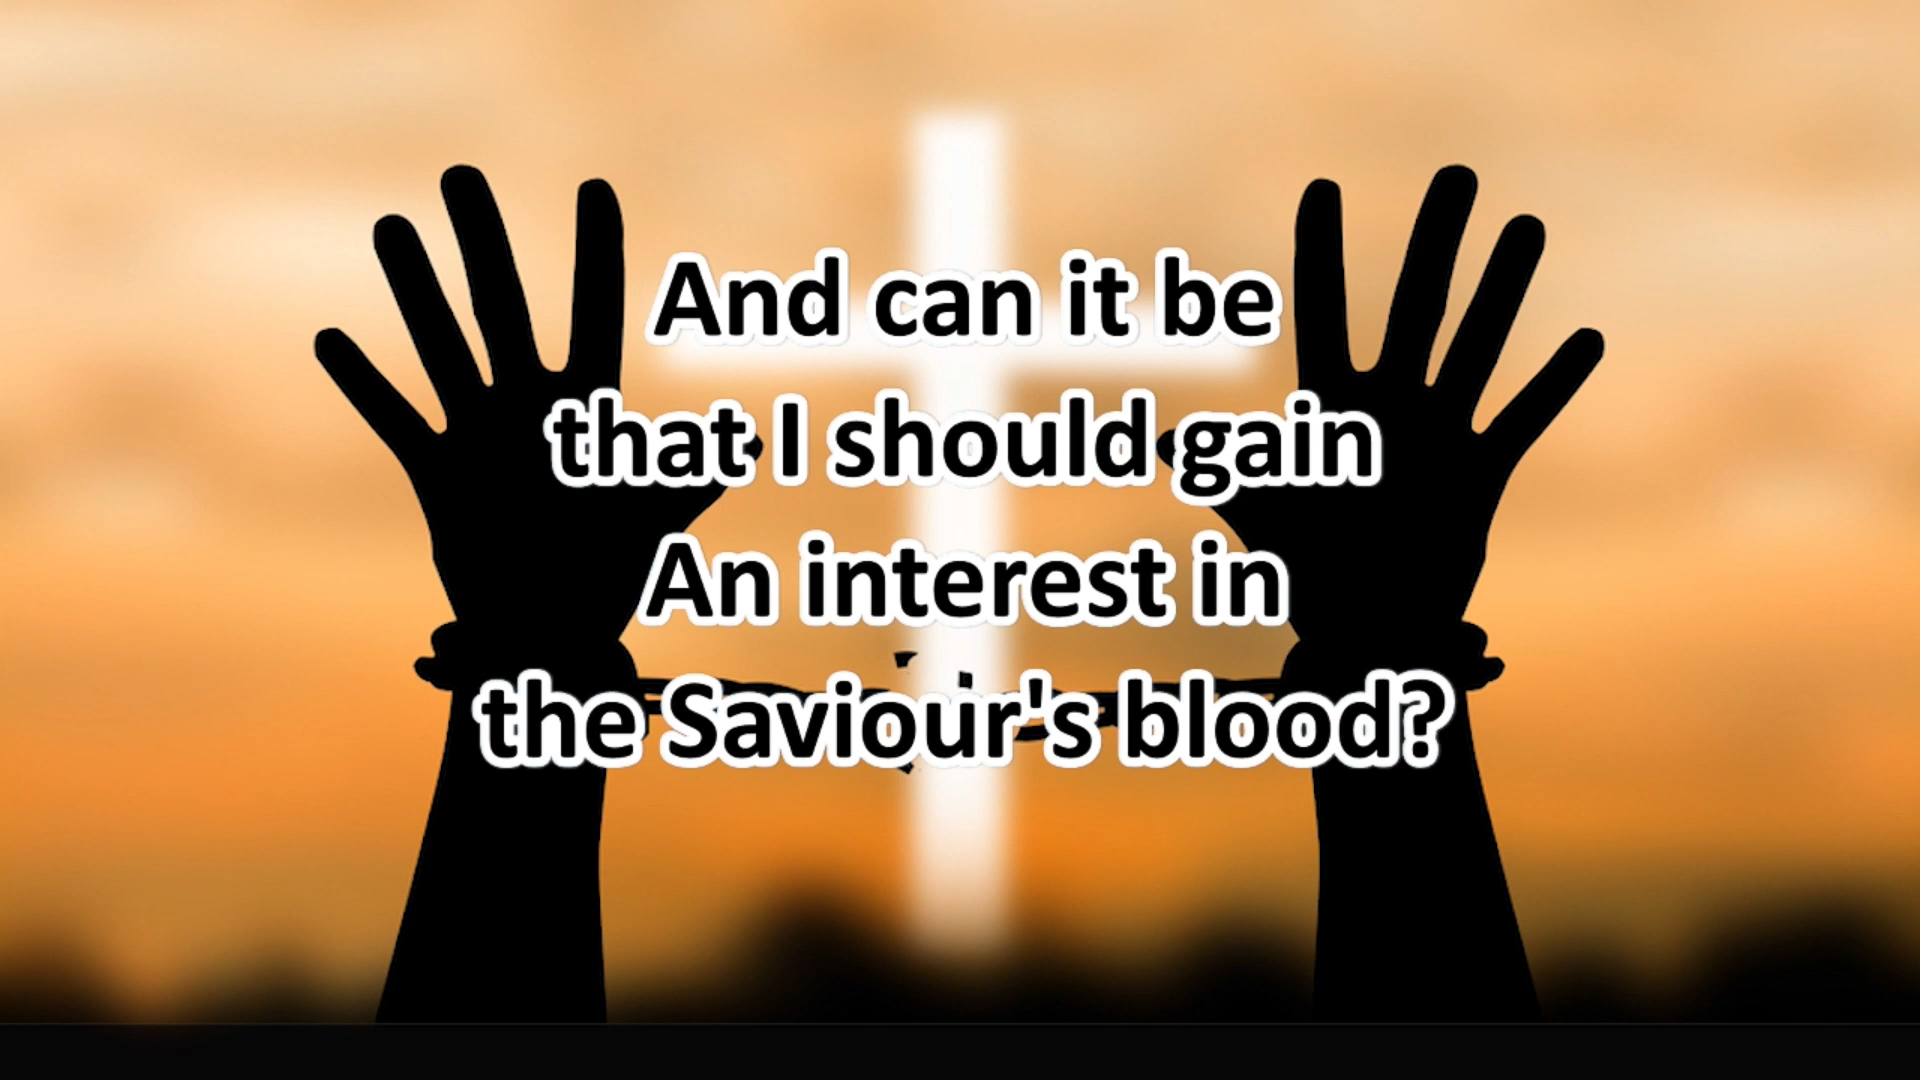 And can it be
that I should gain
An interest in
the Saviour's blood?